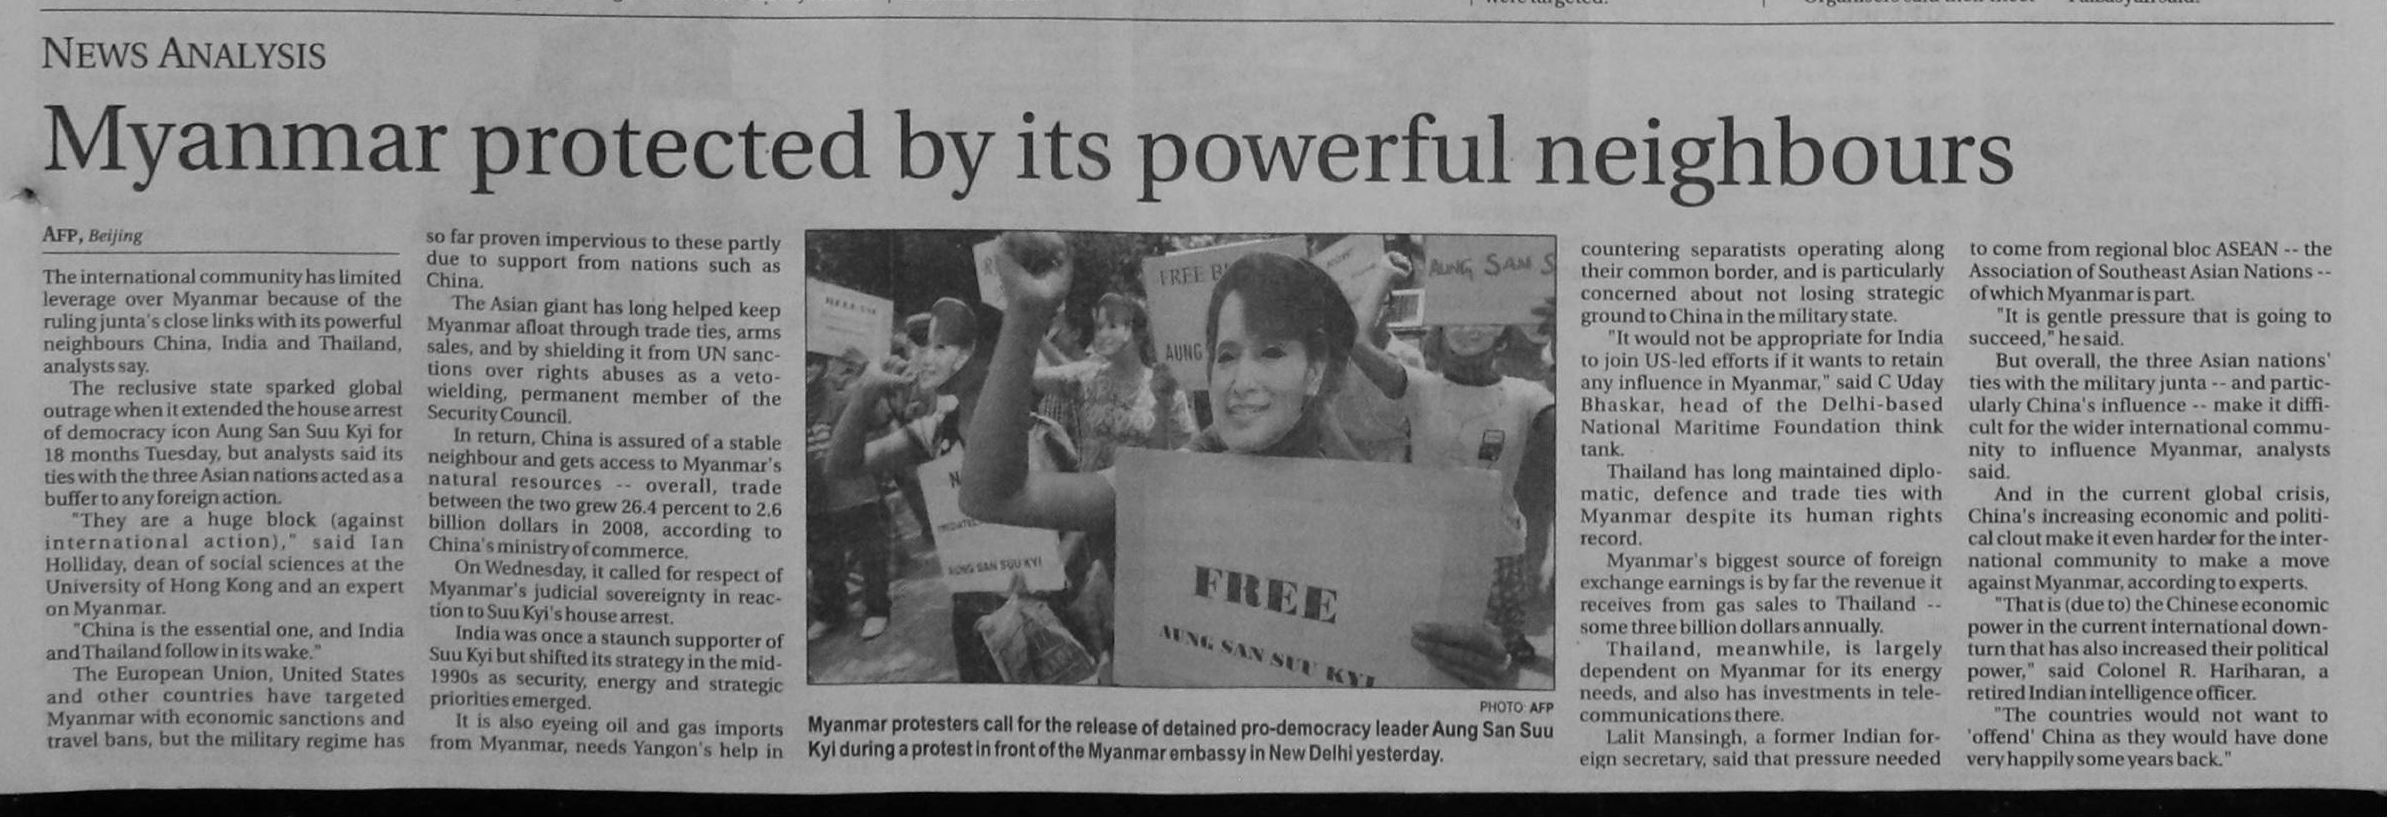 NEWS ANALYSIS
Myanmar protected by its powerful neighbours
AFP, Beijing
The international community has limited
leverage over Myanmar because of the
ruling junta's close links with its powerful
neighbours China, India and Thailand,
analysts say.
The reclusive state sparked global
outrage when it extended the house arrest
of democracy icon Aung San Suu Kyi for
18 months Tuesday, but analysts said its
ties with the three Asian nations acted as a
buffer to any foreign action.
"They are a huge block (against
international action)," said Ian
Holliday, dean of social sciences at the
University of Hong Kong and an expert
on Myanmar.
"China is the essential one, and India
and Thailand follow in its wake."
The European Union, United States
and other countries have targeted
Myanmar with economic sanctions and
travel bans, but the military regime has
so far proven impervious to these partly
due to support from nations such as
China.
The Asian giant has long helped keep
Myanmar afloat through trade ties, arms
sales, and by shielding it from UN sanc-
tions over rights abuses as a veto-
wielding, permanent member of the
Security Council.
In return, China is assured of a stable
neighbour and gets access to Myanmar's
natural resources -- overall, trade
between the two grew 26.4 percent to 2.6
billion dollars in 2008, according to
China's ministry of commerce.
On Wednesday, it called for respect of
Myanmar's judicial sovereignty in reac-
tion to Suu Kyi's house arrest.
India was once a staunch supporter of
Suu Kyi but shifted its strategy in the mid-
1990s as security, energy and strategic
priorities emerged.
It is also eyeing oil and gas imports
from Myanmar, needs Yangon's help in
FREE
AUNG SAN S
AUNG
AUNG SAN SUU KYI
FREE
AUNG SAN SUU KYI
PHOTO: AFP
Myanmar protesters call for the release of detained pro-democracy leader Aung San Suu
Kyi during a protest in front of the Myanmar embassy in New Delhi yesterday.
countering separatists operating along
their common border, and is particularly
concerned about not losing strategic
ground to China in the military state.
"It would not be appropriate for India
to join US-led efforts if it wants to retain
any influence in Myanmar," said C Uday
Bhaskar, head of the Delhi-based
National Maritime Foundation think
tank.
Thailand has long maintained diplo-
matic, defence and trade ties with
Myanmar despite its human rights
record.
Myanmar's biggest source of foreign
exchange earnings is by far the revenue it
receives from gas sales to Thailand --
some three billion dollars annually.
Thailand, meanwhile, is largely
dependent on Myanmar for its energy
needs, and also has investments in tele-
communications there.
Lalit Mansingh, a former Indian for-
eign secretary, said that pressure needed
to come from regional bloc ASEAN -- the
Association of Southeast Asian Nations --
of which Myanmar is part.
"It is gentle pressure that is going to
succeed," he said.
But overall, the three Asian nations'
ties with the military junta -- and partic-
ularly China's influence -- make it diffi-
cult for the wider international commu-
nity to influence Myanmar, analysts
said.
And in the current global crisis,
China's increasing economic and politi-
cal clout make it even harder for the inter-
national community to make a move
against Myanmar, according to experts.
"That is (due to) the Chinese economic
power in the current international down-
turn that has also increased their political
power," said Colonel R. Hariharan, a
retired Indian intelligence officer.
"The countries would not want to
'offend' China as they would have done
very happily some years back."